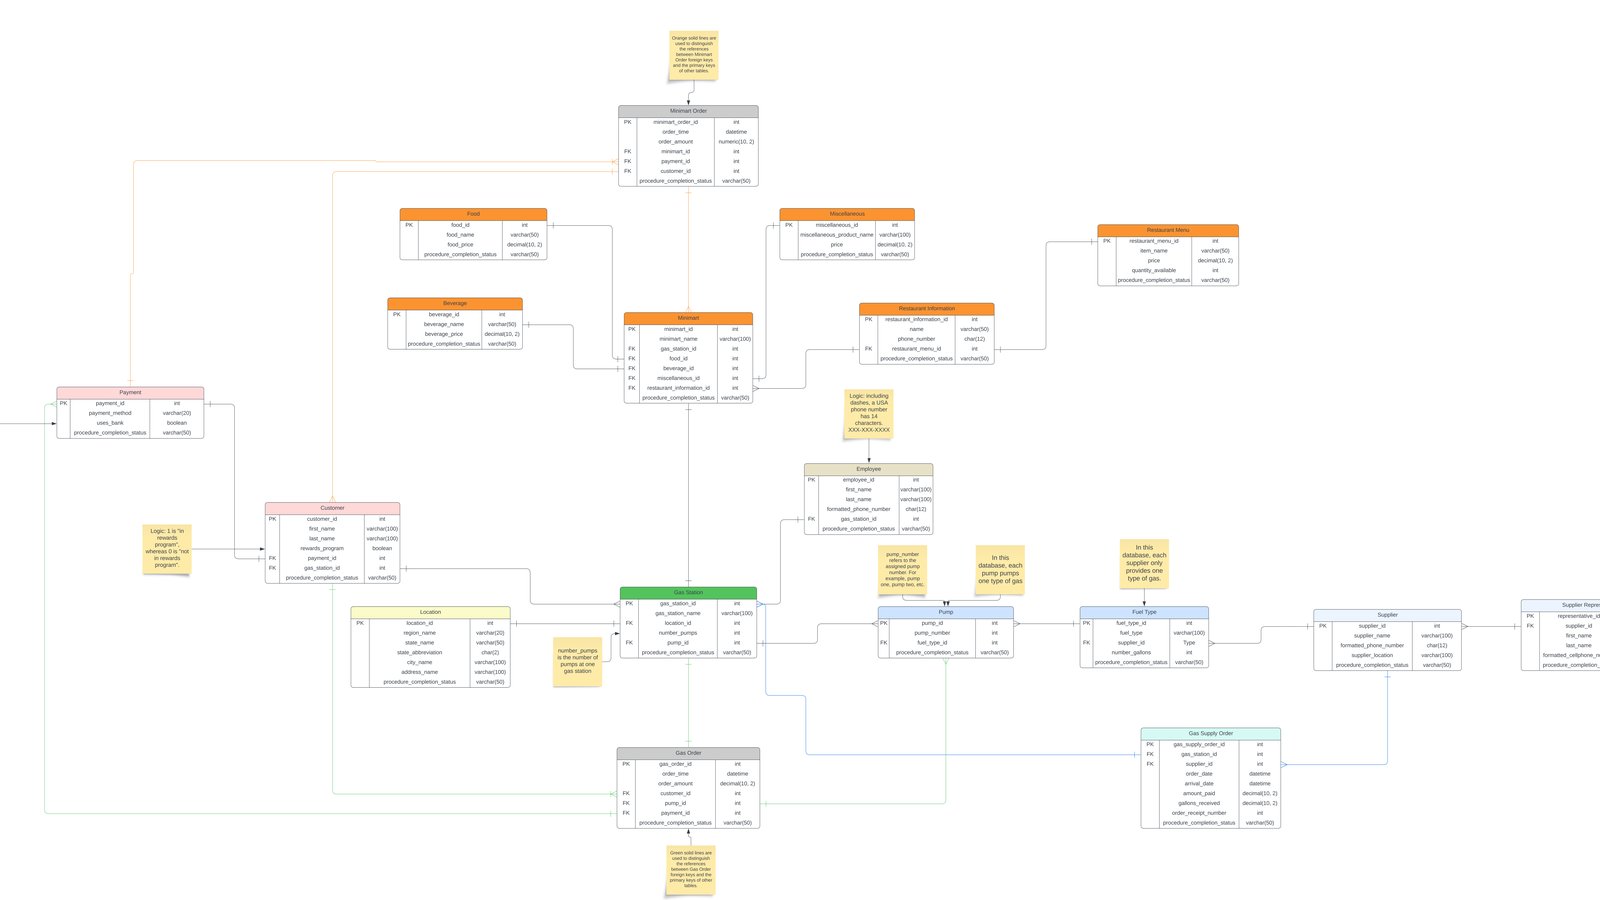 Orange solid lines are
used to distinguish
the references
between Minimart
Order foreign keys
and the primary keys
of other tables.
Minimart Order
PK minimart_order_id int
order_time datetime
order_amount numeric(10, 2)
FK minimart_id int
FK payment_id int
FK customer_id int
procedure_completion_status varchar(50)
Food
PK food_id int
food_name varchar(50)
food_price decimal(10, 2)
procedure_completion_status varchar(50)
Miscellaneous
PK miscellaneous_id int
miscellaneous_product_name varchar(100)
price decimal(10, 2)
procedure_completion_status varchar(50)
Restaurant Menu
PK restaurant_menu_id int
item_name varchar(50)
price decimal(10, 2)
quantity_available int
procedure_completion_status varchar(50)
Beverage
PK beverage_id int
beverage_name varchar(50)
beverage_price decimal(10, 2)
procedure_completion_status varchar(50)
Minimart
PK minimart_id int
minimart_name varchar(100)
FK gas_station_id int
FK food_id int
FK beverage_id int
FK miscellaneous_id int
FK restaurant_information_id int
procedure_completion_status varchar(50)
Restaurant Information
PK restaurant_information_id int
name varchar(50)
phone_number char(12)
FK restaurant_menu_id int
procedure_completion_status varchar(50)
Payment
PK payment_id int
payment_method varchar(20)
uses_bank boolean
procedure_completion_status varchar(50)
Logic: including
dashes, a USA
phone number
has 14
characters.
XXX-XXX-XXXX
Employee
PK employee_id int
first_name varchar(100)
last_name varchar(100)
formatted_phone_number char(12)
FK gas_station_id int
procedure_completion_status varchar(50)
Logic: 1 is "in
rewards
program",
whereas 0 is "not
in rewards
program".
Customer
PK customer_id int
first_name varchar(100)
last_name varchar(100)
rewards_program boolean
FK payment_id int
FK gas_station_id int
procedure_completion_status varchar(50)
pump_number
refers to the
assigned pump
number. For
example, pump
one, pump two, etc.
In this
database, each
pump pumps
one type of gas
In this
database, each
supplier only
provides one
type of gas.
Location
PK location_id int
region_name varchar(20)
state_name varchar(50)
state_abbreviation char(2)
city_name varchar(100)
address_name varchar(100)
procedure_completion_status varchar(50)
number_pumps
is the number of
pumps at one
gas station
Gas Station
PK gas_station_id int
gas_station_name varchar(100)
FK location_id int
number_pumps int
FK pump_id int
procedure_completion_status varchar(50)
Pump
PK pump_id int
pump_number int
FK fuel_type_id int
procedure_completion_status varchar(50)
Fuel Type
PK fuel_type_id int
fuel_type varchar(100)
FK supplier_id Type
number_gallons int
procedure_completion_status varchar(50)
Supplier
PK supplier_id int
supplier_name varchar(100)
formatted_phone_number char(12)
supplier_location varchar(100)
procedure_completion_status varchar(50)
Supplier Repres
PK representative_id
FK supplier_id
first_name
last_name
formatted_cellphone_n
procedure_completion_
Gas Supply Order
PK gas_supply_order_id int
FK gas_station_id int
FK supplier_id int
order_date datetime
arrival_date datetime
amount_paid decimal(10, 2)
gallons_received decimal(10, 2)
order_receipt_number int
procedure_completion_status varchar(50)
Gas Order
PK gas_order_id int
order_time datetime
order_amount decimal(10, 2)
FK customer_id int
FK pump_id int
FK payment_id int
procedure_completion_status varchar(50)
Green solid lines are
used to distinguish
the references
between Gas Order
foreign keys and the
primary keys of other
tables.